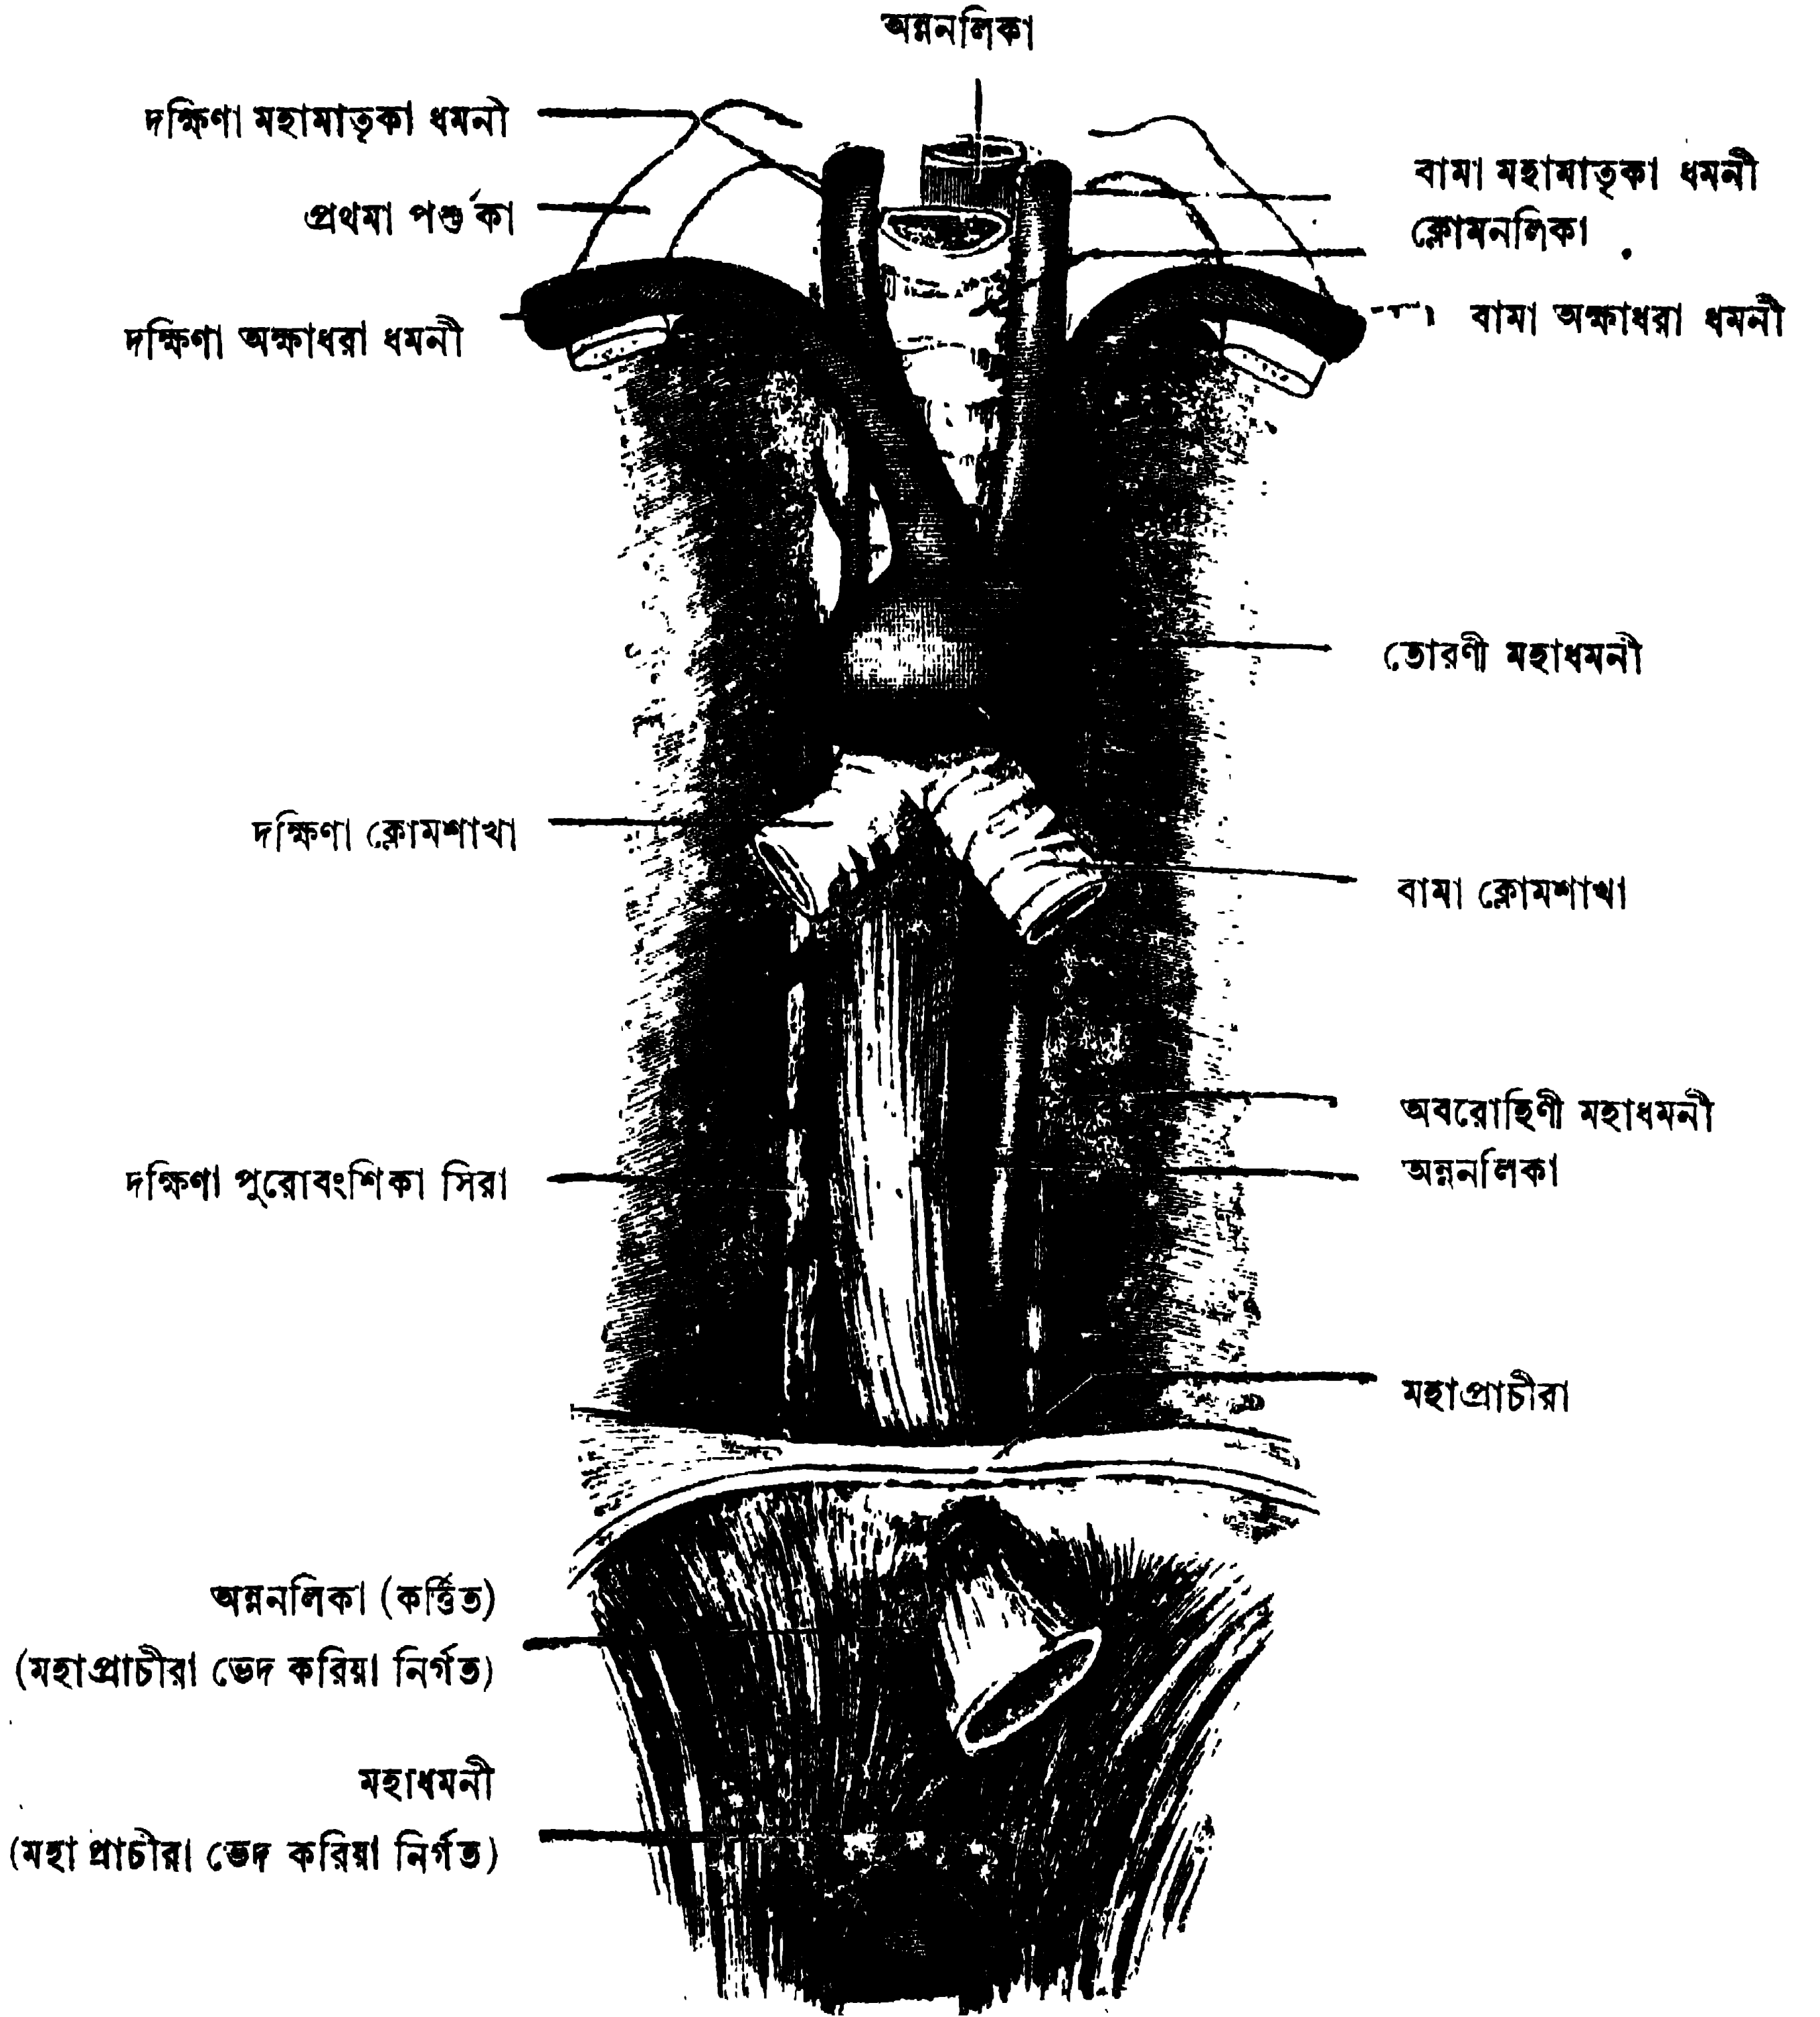 অন্ননলিকা
দক্ষিণা মহামাতৃকা ধমনী
প্রথমা পর্শুকা
দক্ষিণা অক্ষাধরা ধমনী
বামা মহামাতৃকা ধমনী
ক্লোমনলিকা
বামা অক্ষাধরা ধমনী
তোরণী মহাধমনী
দক্ষিণা ক্লোমশাখা
বামা ক্লোমশাখা
অবরোহিণী মহাধমনী
অন্ননলিকা
দক্ষিণা পুরোবংশিকা সিরা
মহাপ্রাচীরা
অন্ননলিকা (কর্ত্তিত)
(মহাপ্রাচীরা ভেদ করিয়া নির্গত)
মহাধমনী
(মহা প্রাচীরা ভেদ করিয়া নির্গত)